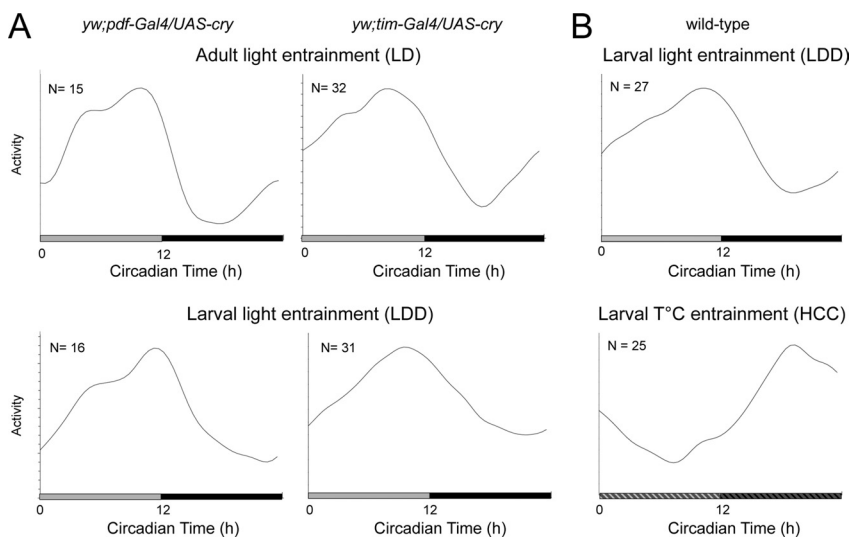 A
yw;pdf-Gal4/UAS-cry
yw;tim-Gal4/UAS-cry
B
wild-type
Adult light entrainment (LD)
Larval light entrainment (LDD)
N= 15
N= 32
N = 27
Activity
0
12
0
12
0
12
Circadian Time (h)
Circadian Time (h)
Circadian Time (h)
Larval light entrainment (LDD)
Larval T°C entrainment (HCC)
N= 16
N= 31
N = 25
Activity
0
12
0
12
0
12
Circadian Time (h)
Circadian Time (h)
Circadian Time (h)